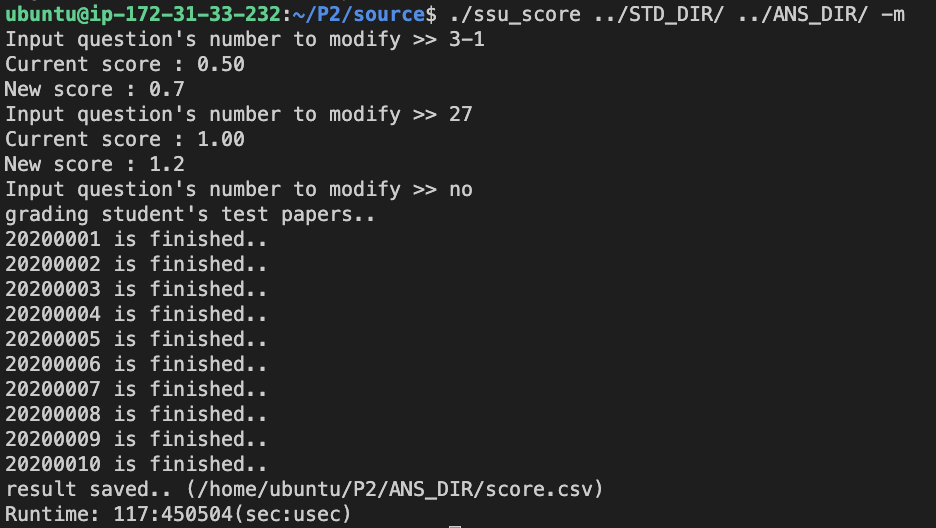 ubuntu@ip-172-31-33-232:~/P2/source$ ./ssu_score ../STD_DIR/ ../ANS_DIR/ -m
Input question's number to modify >> 3-1
Current score : 0.50
New score : 0.7
Input question's number to modify >> 27
Current score : 1.00
New score : 1.2
Input question's number to modify >> no
grading student's test papers..
20200001 is finished..
20200002 is finished..
20200003 is finished..
20200004 is finished..
20200005 is finished..
20200006 is finished..
20200007 is finished..
20200008 is finished..
20200009 is finished..
20200010 is finished..
result saved.. (/home/ubuntu/P2/ANS_DIR/score.csv)
Runtime: 117:450504(sec:usec)